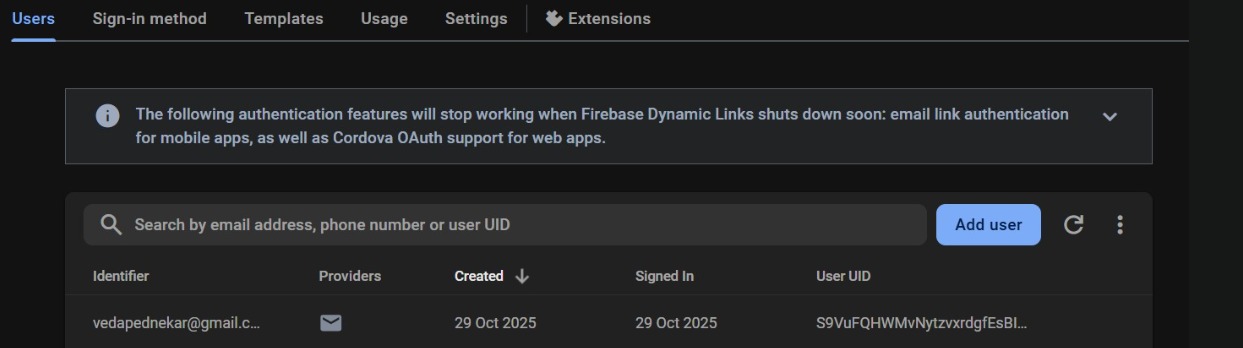 Users Sign-in method Templates Usage Settings Extensions
The following authentication features will stop working when Firebase Dynamic Links shuts down soon: email link authentication
for mobile apps, as well as Cordova OAuth support for web apps.
Search by email address, phone number or user UID Add user
Identifier Providers Created Signed In User UID
vedapednekar@gmail.c... 29 Oct 2025 29 Oct 2025 S9VuFQHWMvNytzvxrdgfEsBI...